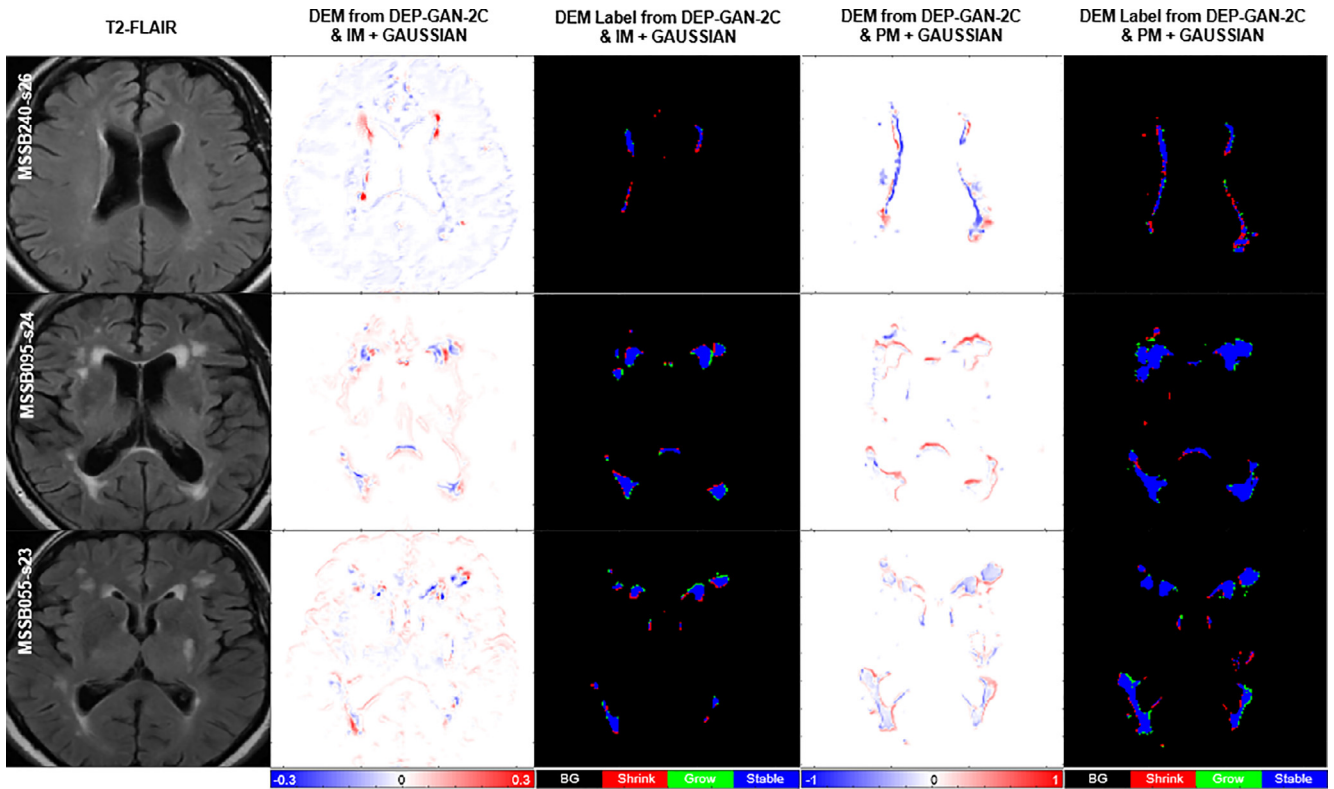 T2-FLAIR
DEM from DEP-GAN-2C
& IM + GAUSSIAN
DEM Label from DEP-GAN-2C
& IM + GAUSSIAN
DEM from DEP-GAN-2C
& PM + GAUSSIAN
DEM Label from DEP-GAN-2C
& PM + GAUSSIAN
MSSB240-s26
MSSB095-s24
MSSB055-s23
-0.3 0 0.3
BG Shrink Grow Stable
-1 0 1
BG Shrink Grow Stable